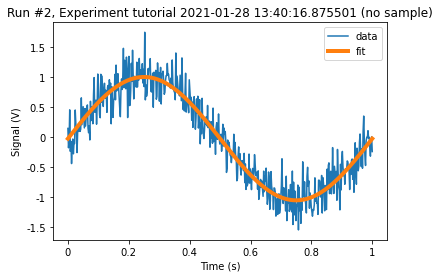 Run #2, Experiment tutorial 2021-01-28 13:40:16.875501 (no sample)
data
fit
Signal (V)
1.5
1
0.5
0
-0.5
-1
-1.5
0
0.2
0.4
0.6
0.8
1
Time (s)